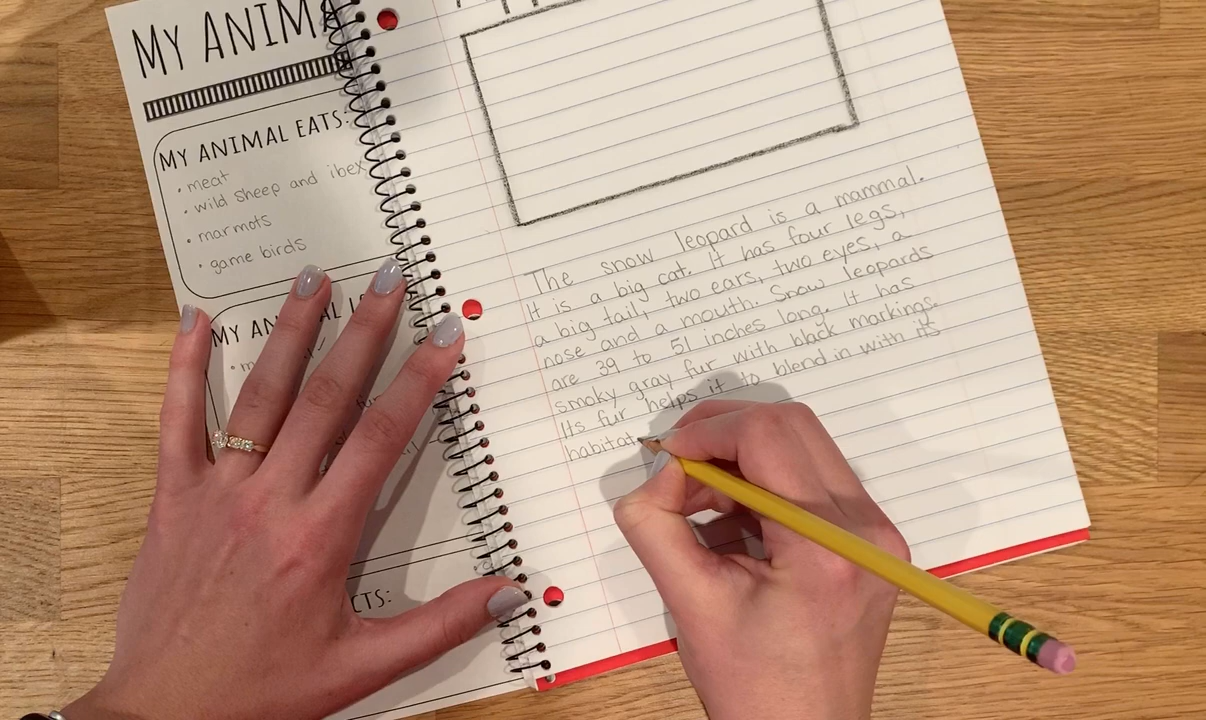 MY ANIMA
MY ANIMAL EATS:
• meat
• wild sheep and ibex
• marmots
• game birds
CTS:
The snow leopard is a mammal.
It is a big cat. It has four legs,
a big tail, two ears, two eyes, a
nose and a mouth. Snow leopards
are 39 to 51 inches long. It has
smoky gray fur with black markings.
Its fur helps it to blend in with its
habitat.